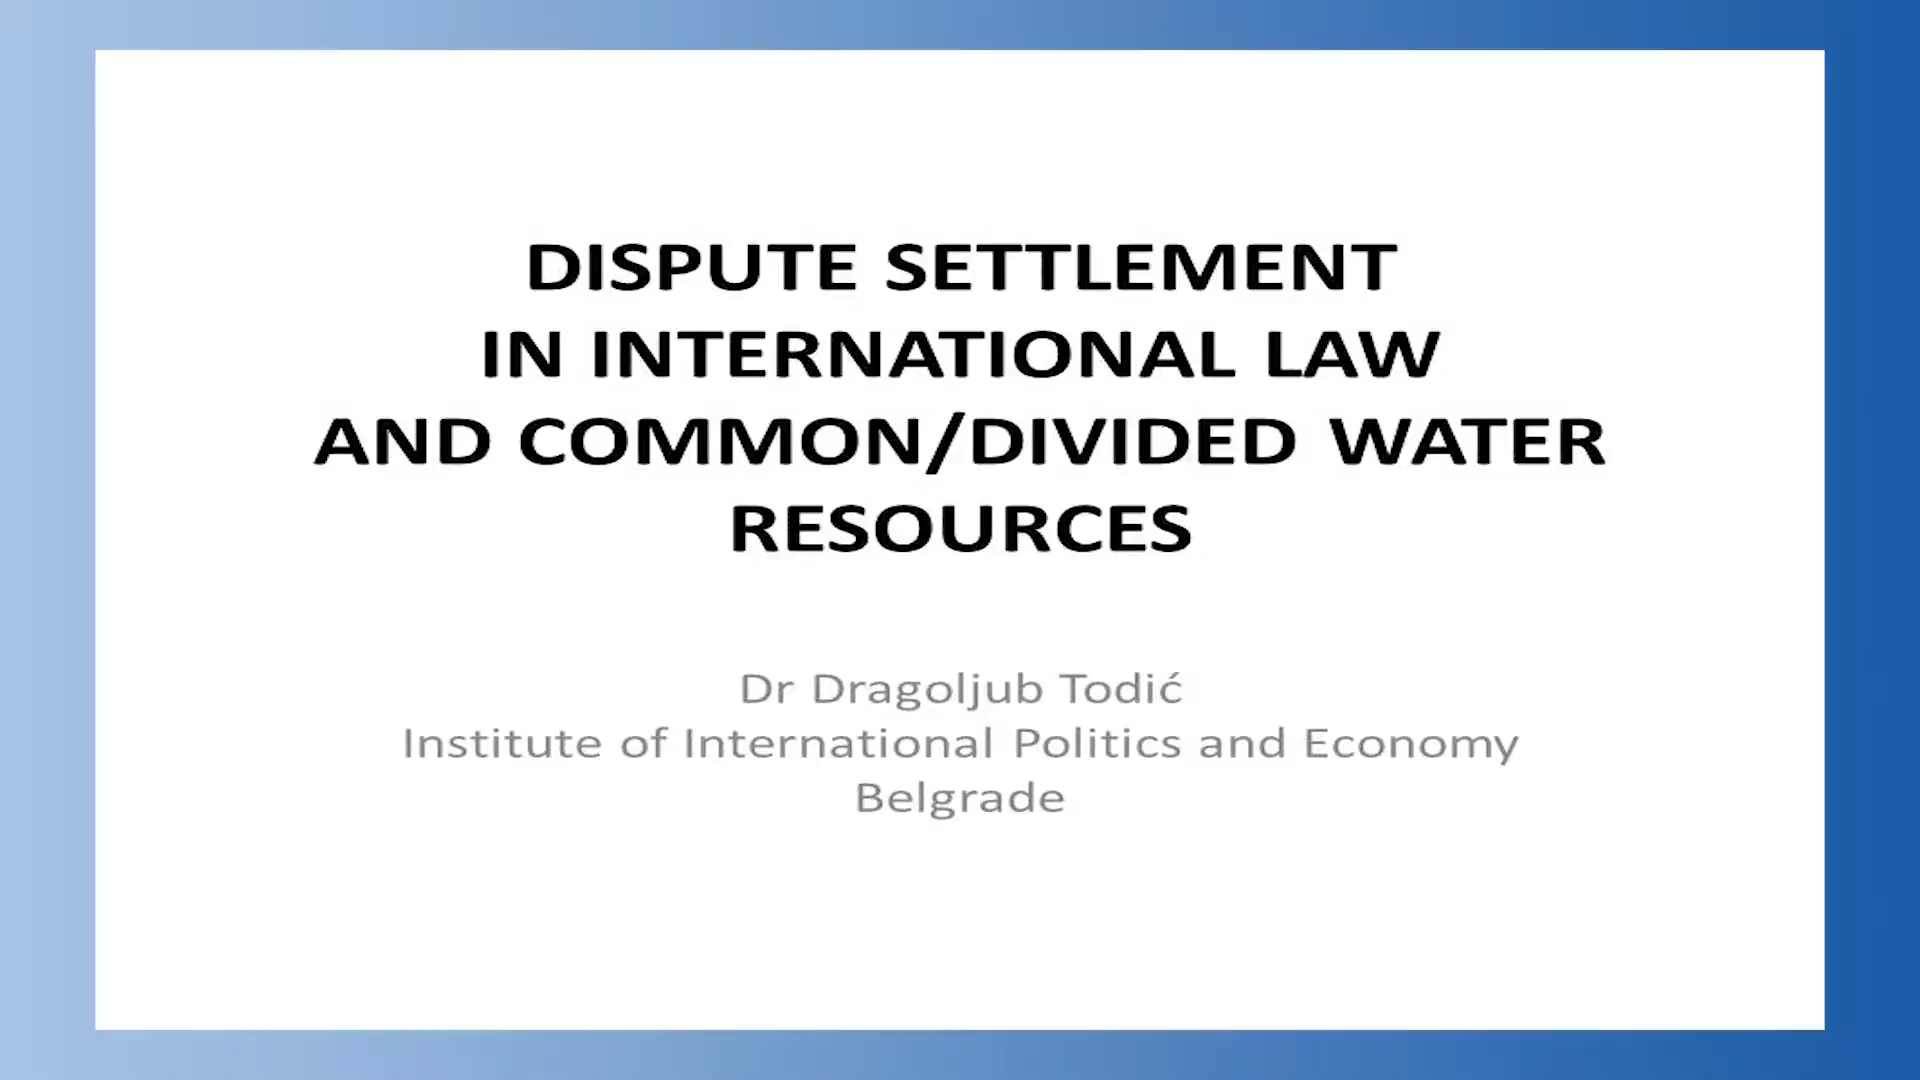 DISPUTE SETTLEMENT
IN INTERNATIONAL LAW
AND COMMON/DIVIDED WATER
RESOURCES
Dr Dragoljub Todić
Institute of International Politics and Economy
Belgrade